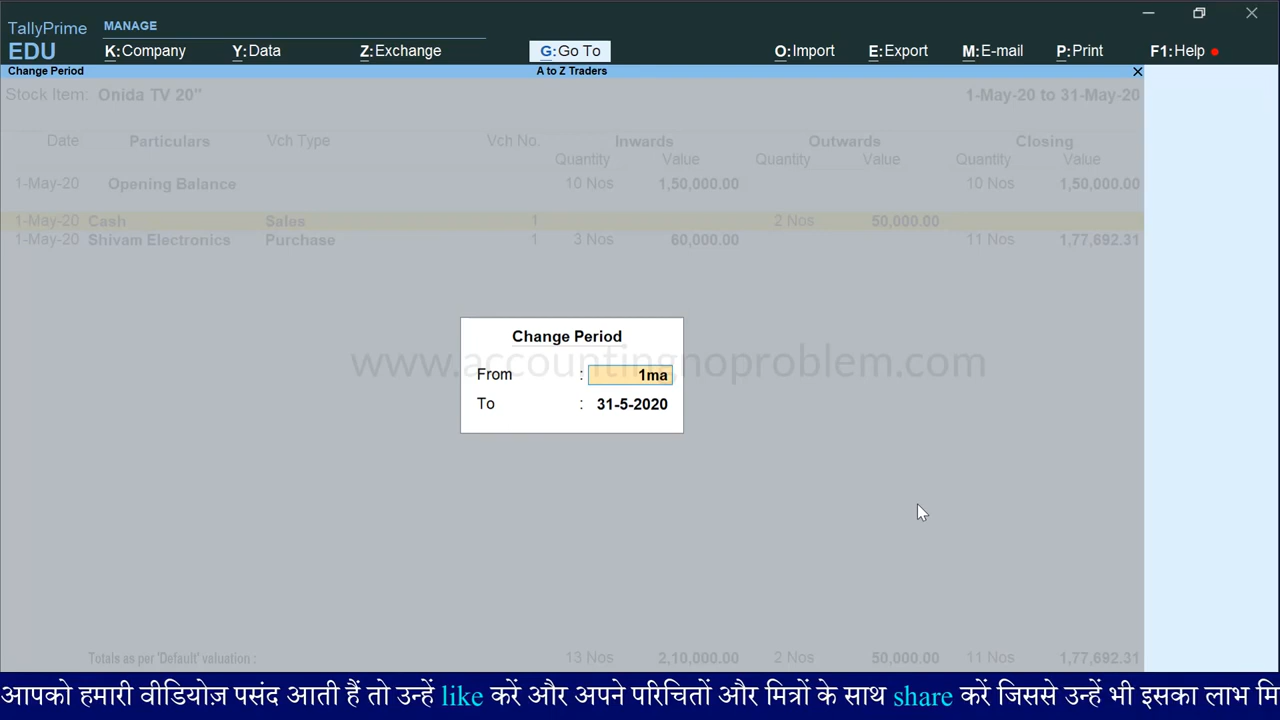 TallyPrime MANAGE
EDU K:Company Y:Data Z:Exchange G:Go To O:Import E:Export M:E-mail P:Print F1:Help
Change Period A to Z Traders
Stock Item: Onida TV 20" 1-May-20 to 31-May-20
Date Particulars Vch Type Vch No. Inwards Outwards Closing
Quantity Value Quantity Value Quantity Value
1-May-20 Opening Balance 10 Nos 1,50,000.00 10 Nos 1,50,000.00
1-May-20 Cash Sales 1 2 Nos 50,000.00
1-May-20 Shivam Electronics Purchase 1 3 Nos 60,000.00 11 Nos 1,77,692.31
Change Period
www.accountingnoproblem.com
From : 1ma
To : 31-5-2020
Totals as per 'Default' valuation : 13 Nos 2,10,000.00 2 Nos 50,000.00 11 Nos 1,77,692.31
आपको हमारी वीडियोज़ पसंद आती हैं तो उन्हें like करें और अपने परिचितों और मित्रों के साथ share करें जिससे उन्हें भी इसका लाभ मि